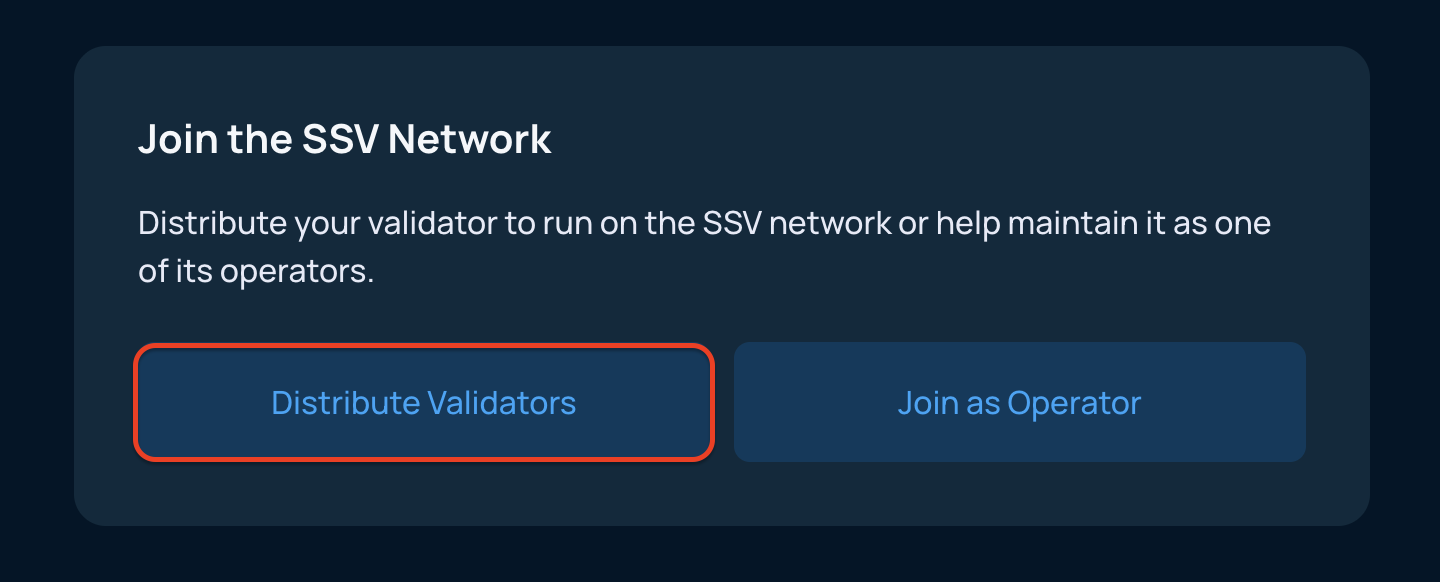 Join the SSV Network
Distribute your validator to run on the SSV network or help maintain it as one
of its operators.
Distribute Validators
Join as Operator